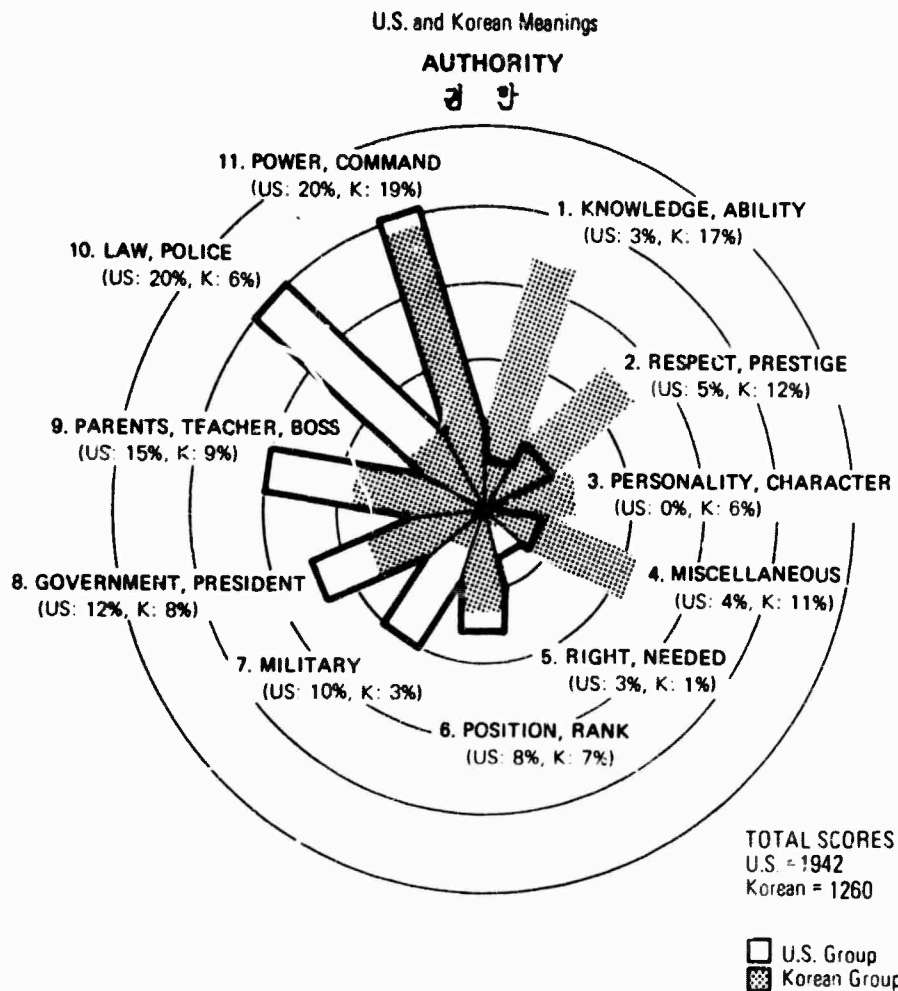 U.S. and Korean Meanings
AUTHORITY
11. POWER, COMMAND
(US: 20%, K: 19%)
1. KNOWLEDGE, ABILITY
(US: 3%, K: 17%)
10. LAW, POLICE
(US: 20%, K: 6%)
2. RESPECT, PRESTIGE
(US: 5%, K: 12%)
9. PARENTS, TEACHER, BOSS
(US: 15%, K: 9%)
3. PERSONALITY, CHARACTER
(US: 0%, K: 6%)
8. GOVERNMENT, PRESIDENT
(US: 12%, K: 8%)
4. MISCELLANEOUS
(US: 4%, K: 11%)
7. MILITARY
(US: 10%, K: 3%)
5. RIGHT, NEEDED
(US: 3%, K: 1%)
6. POSITION, RANK
(US: 8%, K: 7%)
TOTAL SCORES
U.S. = 1942
Korean = 1260
U.S. Group
Korean Group